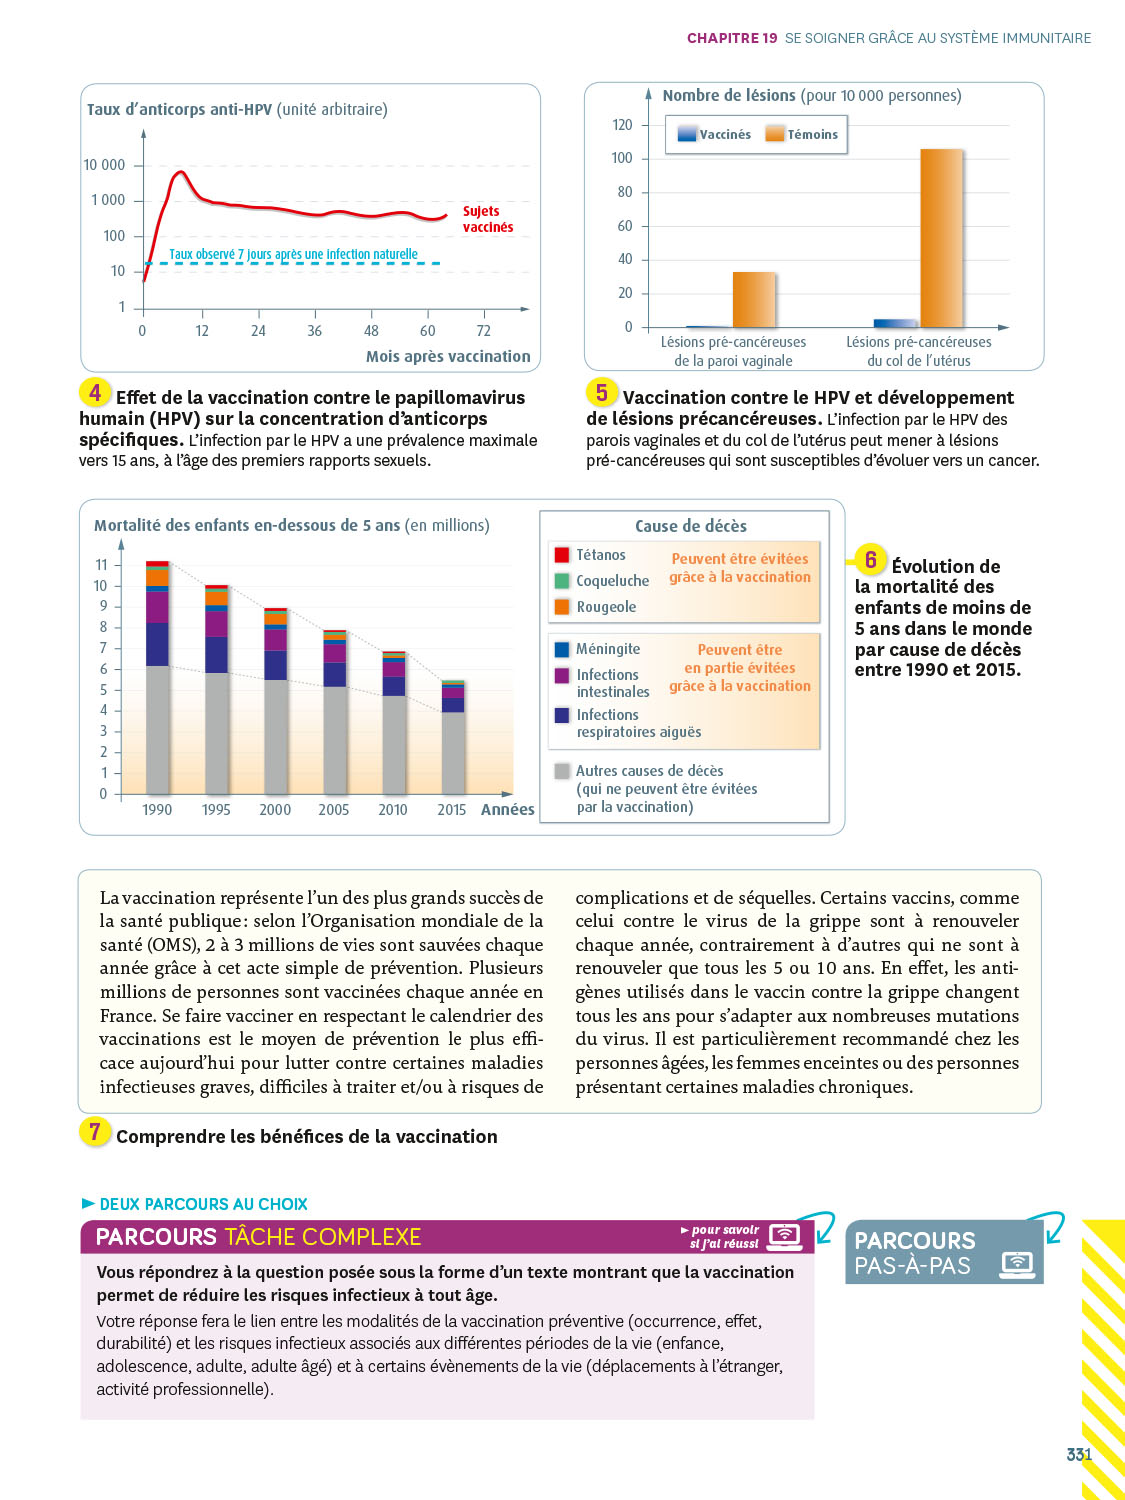 CHAPITRE 19 SE SOIGNER GRÂCE AU SYSTÈME IMMUNITAIRE
Taux d'anticorps anti-HPV (unité arbitraire)
10 000
1 000
100
10
1
Sujets
vaccinés
Taux observé 7 jours après une infection naturelle
0 12 24 36 48 60 72
Mois après vaccination
4 Effet de la vaccination contre le papillomavirus
humain (HPV) sur la concentration d'anticorps
spécifiques. L'infection par le HPV a une prévalence maximale
vers 15 ans, à l'âge des premiers rapports sexuels.
Nombre de lésions (pour 10 000 personnes)
Vaccinés Témoins
120
100
80
60
40
20
0
Lésions pré-cancéreuses
de la paroi vaginale
Lésions pré-cancéreuses
du col de l'utérus
5 Vaccination contre le HPV et développement
de lésions précancéreuses. L'infection par le HPV des
parois vaginales et du col de l'utérus peut mener à lésions
pré-cancéreuses qui sont susceptibles d'évoluer vers un cancer.
Mortalité des enfants en-dessous de 5 ans (en millions)
11
10
9
8
7
6
5
4
3
2
1
0
1990 1995 2000 2005 2010 2015 Années
Cause de décès
Tétanos
Coqueluche
Rougeole
Peuvent être évitées
grâce à la vaccination
Méningite
Infections
intestinales
Infections
respiratoires aiguës
Peuvent être
en partie évitées
grâce à la vaccination
Autres causes de décès
(qui ne peuvent être évitées
par la vaccination)
6 Évolution de
la mortalité des
enfants de moins de
5 ans dans le monde
par cause de décès
entre 1990 et 2015.
La vaccination représente l'un des plus grands succès de
la santé publique : selon l'Organisation mondiale de la
santé (OMS), 2 à 3 millions de vies sont sauvées chaque
année grâce à cet acte simple de prévention. Plusieurs
millions de personnes sont vaccinées chaque année en
France. Se faire vacciner en respectant le calendrier des
vaccinations est le moyen de prévention le plus effi-
cace aujourd'hui pour lutter contre certaines maladies
infectieuses graves, difficiles à traiter et/ou à risques de
complications et de séquelles. Certains vaccins, comme
celui contre le virus de la grippe sont à renouveler
chaque année, contrairement à d'autres qui ne sont à
renouveler que tous les 5 ou 10 ans. En effet, les anti-
gènes utilisés dans le vaccin contre la grippe changent
tous les ans pour s'adapter aux nombreuses mutations
du virus. Il est particulièrement recommandé chez les
personnes âgées, les femmes enceintes ou des personnes
présentant certaines maladies chroniques.
7 Comprendre les bénéfices de la vaccination
► DEUX PARCOURS AU CHOIX
PARCOURS TÂCHE COMPLEXE
► pour savoir
si j'ai réussi
Vous répondrez à la question posée sous la forme d'un texte montrant que la vaccination
permet de réduire les risques infectieux à tout âge.
Votre réponse fera le lien entre les modalités de la vaccination préventive (occurrence, effet,
durabilité) et les risques infectieux associés aux différentes périodes de la vie (enfance,
adolescence, adulte, adulte âgé) et à certains évènements de la vie (déplacements à l'étranger,
activité professionnelle).
PARCOURS
PAS-À-PAS
331